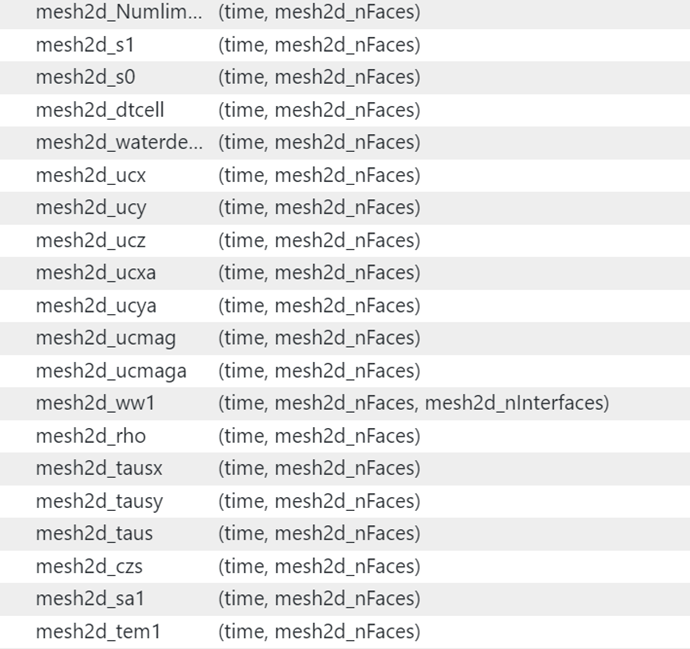 mesh2d_Numlim... (time, mesh2d_nFaces)
mesh2d_s1 (time, mesh2d_nFaces)
mesh2d_s0 (time, mesh2d_nFaces)
mesh2d_dtcell (time, mesh2d_nFaces)
mesh2d_waterde... (time, mesh2d_nFaces)
mesh2d_ucx (time, mesh2d_nFaces)
mesh2d_ucy (time, mesh2d_nFaces)
mesh2d_ucz (time, mesh2d_nFaces)
mesh2d_ucxa (time, mesh2d_nFaces)
mesh2d_ucya (time, mesh2d_nFaces)
mesh2d_ucmag (time, mesh2d_nFaces)
mesh2d_ucmaga (time, mesh2d_nFaces)
mesh2d_ww1 (time, mesh2d_nFaces, mesh2d_nInterfaces)
mesh2d_rho (time, mesh2d_nFaces)
mesh2d_tausx (time, mesh2d_nFaces)
mesh2d_tausy (time, mesh2d_nFaces)
mesh2d_taus (time, mesh2d_nFaces)
mesh2d_czs (time, mesh2d_nFaces)
mesh2d_sa1 (time, mesh2d_nFaces)
mesh2d_tem1 (time, mesh2d_nFaces)